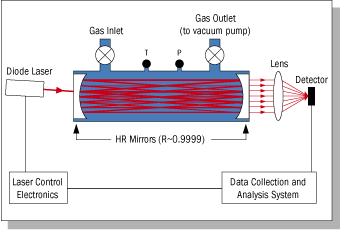 Gas Inlet
Gas Outlet
(to vacuum pump)
T
P
Lens
Diode Laser
Detector
HR Mirrors (R~0.9999)
Laser Control
Electronics
Data Collection and
Analysis System